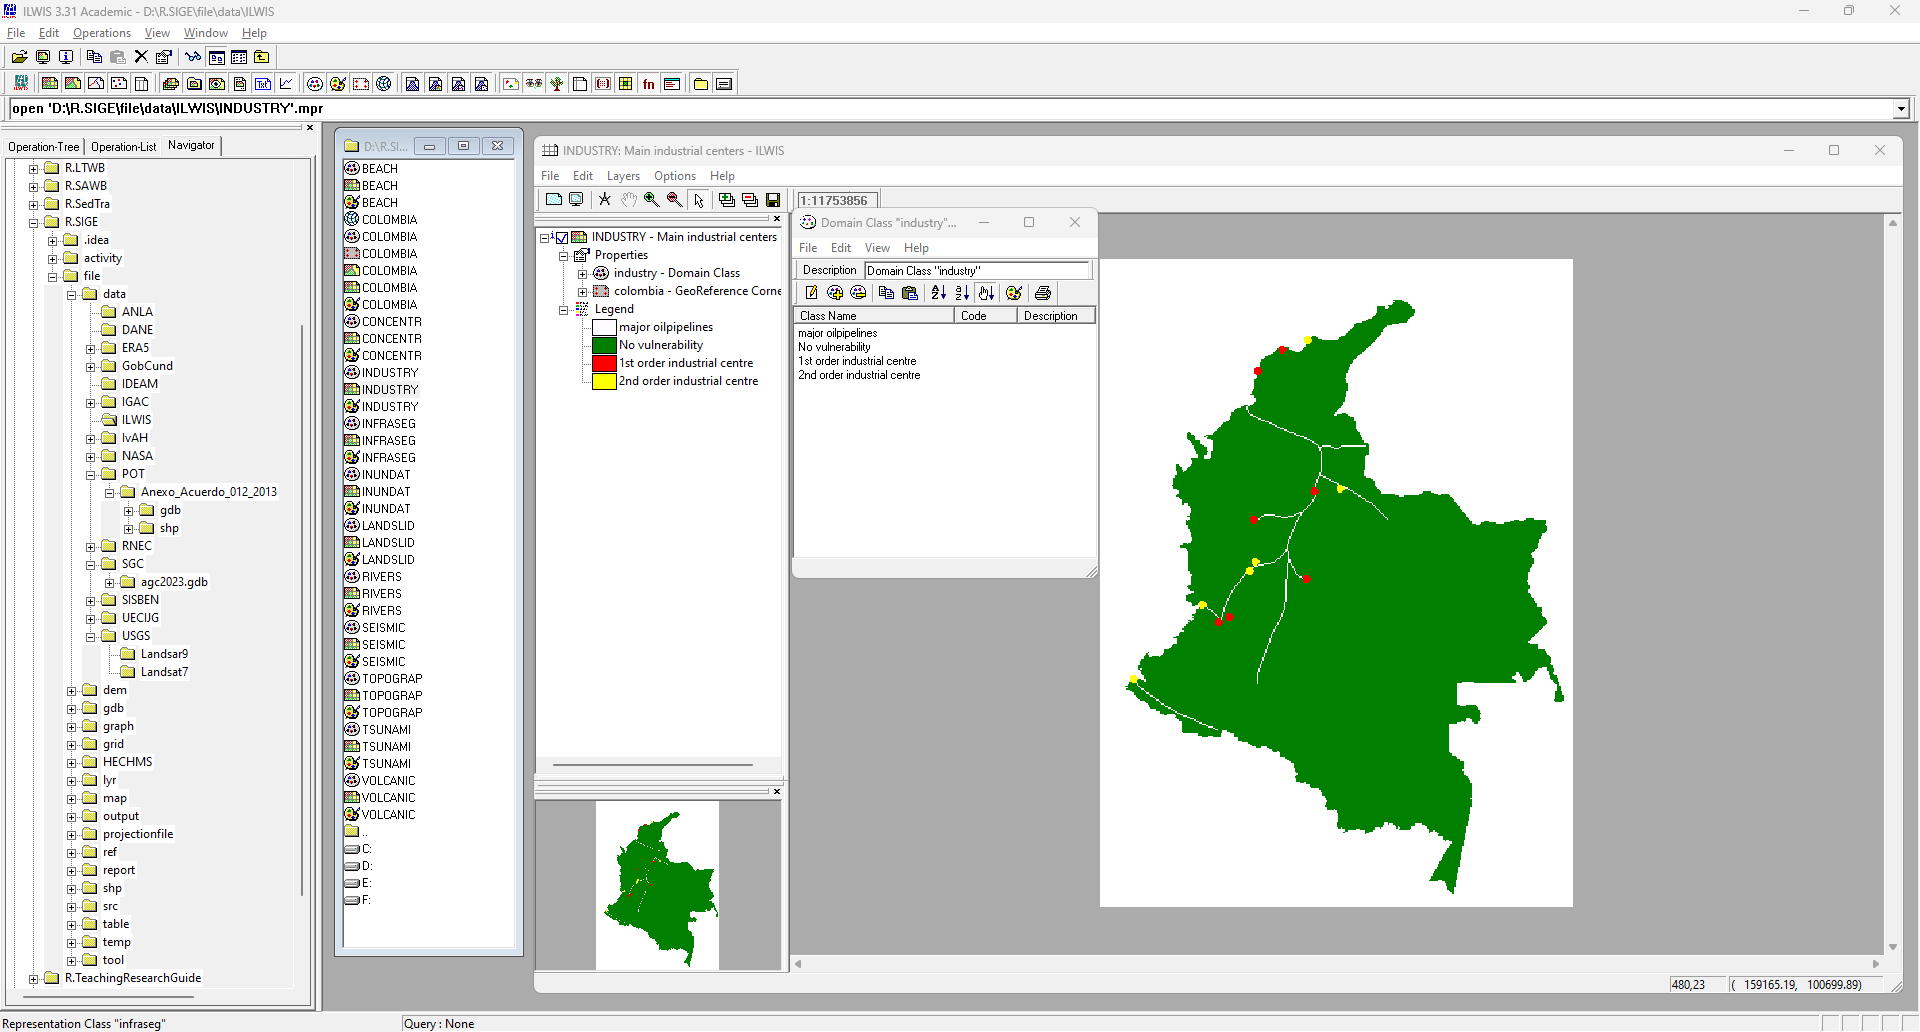 ILWIS 3.31 Academic - D:\R.SIGE\file\data\ILWIS
File Edit Operations View Window Help
open 'D:\R.SIGE\file\data\ILWIS\INDUSTRY'.mpr
Operation-Tree Operation-List Navigator
R.LTWB
R.SAWB
R.SedTra
R.SIGE
.idea
activity
file
data
ANLA
DANE
ERA5
GobCund
IDEAM
IGAC
ILWIS
IvAH
NASA
POT
Anexo_Acuerdo_012_2013
gdb
shp
RNEC
SGC
agc2023.gdb
SISBEN
UECIJG
USGS
Landsar9
Landsat7
dem
gdb
graph
grid
HECHMS
lyr
map
output
projectionfile
ref
report
shp
src
table
temp
tool
R.TeachingResearchGuide
D:\R.SI...
BEACH
BEACH
BEACH
COLOMBIA
COLOMBIA
COLOMBIA
COLOMBIA
COLOMBIA
COLOMBIA
CONCENTR
CONCENTR
CONCENTR
INDUSTRY
INDUSTRY
INDUSTRY
INFRASEG
INFRASEG
INFRASEG
INUNDAT
INUNDAT
INUNDAT
LANDSLID
LANDSLID
LANDSLID
RIVERS
RIVERS
RIVERS
SEISMIC
SEISMIC
SEISMIC
TOPOGRAP
TOPOGRAP
TOPOGRAP
TSUNAMI
TSUNAMI
TSUNAMI
VOLCANIC
VOLCANIC
VOLCANIC
..
C:
D:
E:
F:
INDUSTRY: Main industrial centers - ILWIS
File Edit Layers Options Help
1:11753856
INDUSTRY - Main industrial centers
Properties
industry - Domain Class
colombia - GeoReference Corne
Legend
major oilpipelines
No vulnerability
1st order industrial centre
2nd order industrial centre
Domain Class "industry"...
File Edit View Help
Description Domain Class "industry"
Class Name Code Description
major oilpipelines
No vulnerability
1st order industrial centre
2nd order industrial centre
480,23 ( 159165.19, 100699.89)
Representation Class "infraseg" Query : None